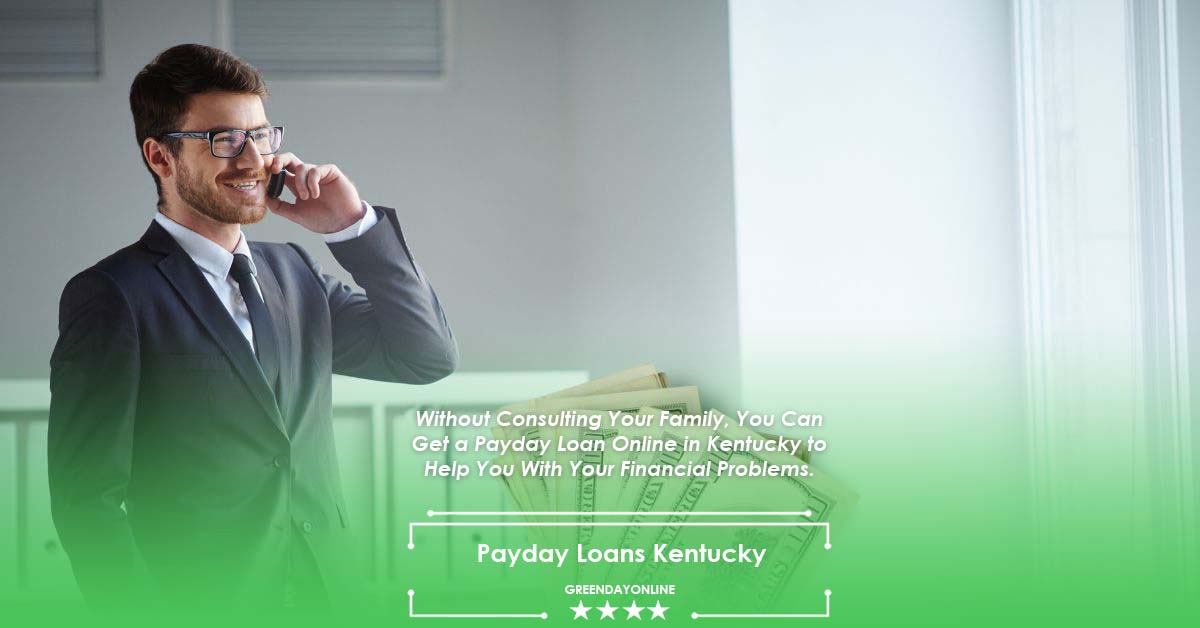 Without Consulting Your Family, You Can
Get a Payday Loan Online in Kentucky to
Help You With Your Financial Problems.
Payday Loans Kentucky
GREENDAYONLINE